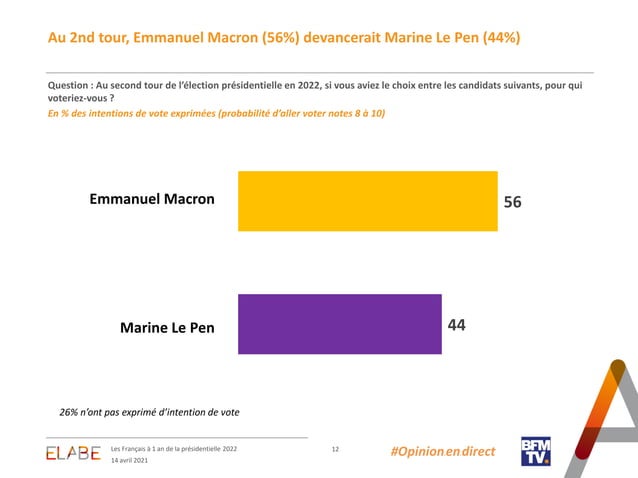 Au 2nd tour, Emmanuel Macron (56%) devancerait Marine Le Pen (44%)
Question : Au second tour de l’élection présidentielle en 2022, si vous aviez le choix entre les candidats suivants, pour qui
voteriez-vous ?
En % des intentions de vote exprimées (probabilité d’aller voter notes 8 à 10)
Emmanuel Macron
56
Marine Le Pen
44
26% n’ont pas exprimé d’intention de vote
ELABE
Les Français à 1 an de la présidentielle 2022
14 avril 2021
12
#Opinion.en.direct
BFM
TV.